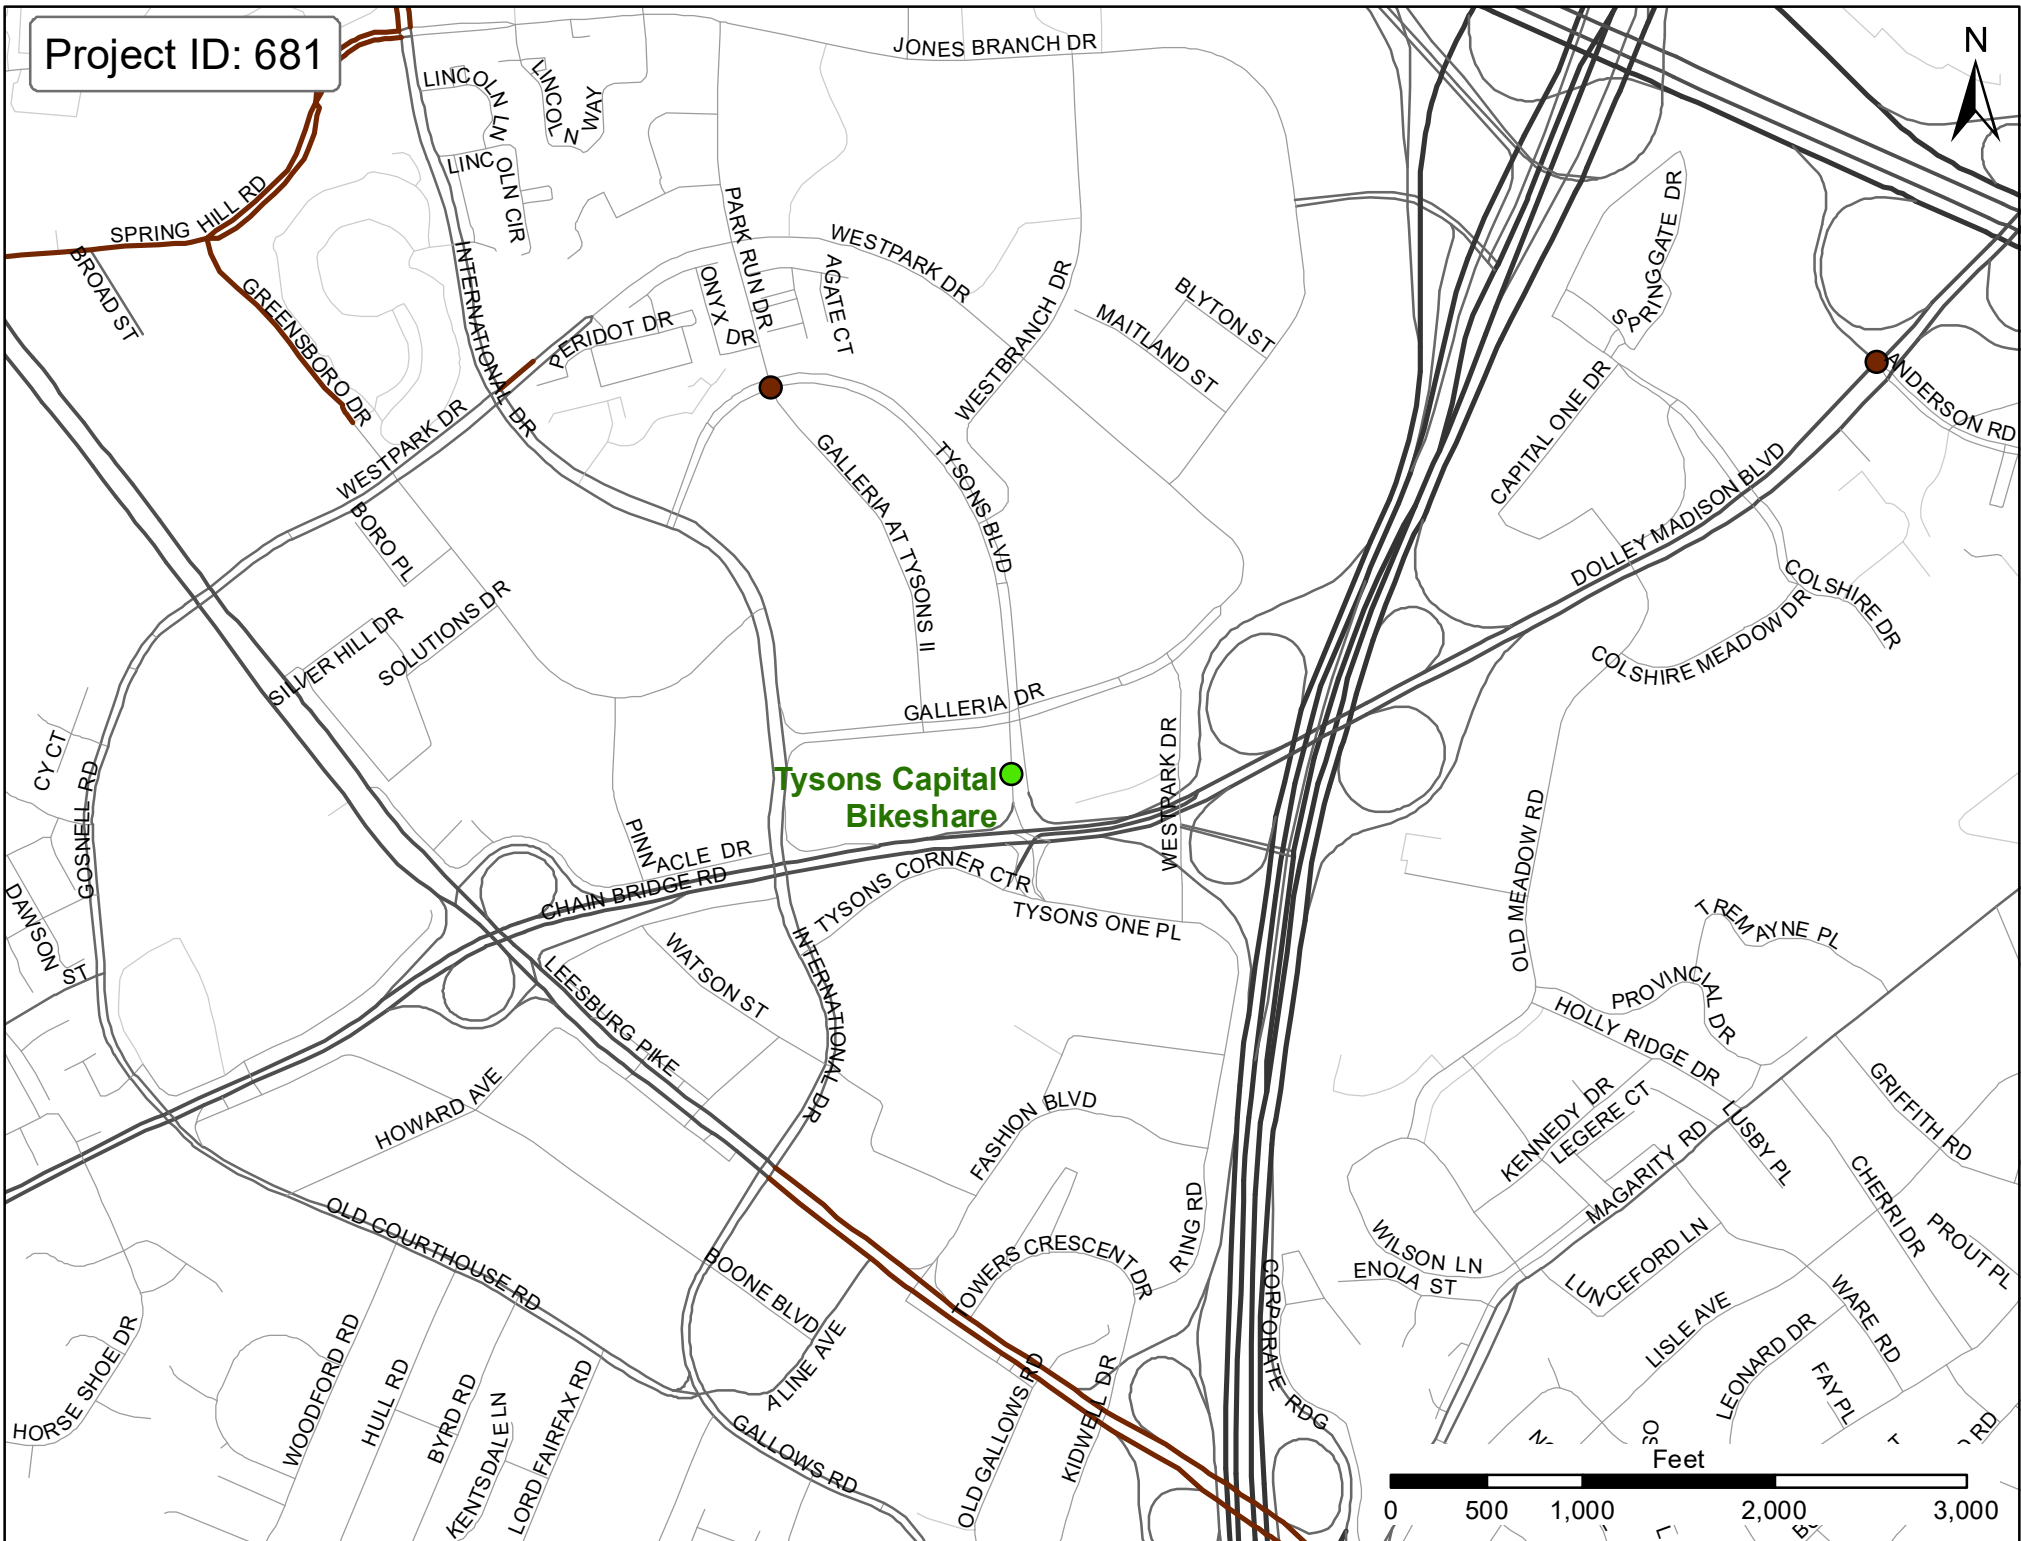 Project ID: 681
N
JONES BRANCH DR
LINCOLN LN
LINCOLN WAY
LINCOLN CIR
SPRING HILL RD
BROAD ST
GREENSBORO DR
INTERNATIONAL DR
PARK RUN DR
WESTPARK DR
ONYX DR
AGATE CT
PERIDOT DR
WESTBRANCH DR
BLYTON ST
MAITLAND ST
SPRINGGATE DR
CAPITAL ONE DR
ANDERSON RD
WESTPARK DR
BORO PL
GALLERIA AT TYSONS II
TYSONS BLVD
DOLLEY MADISON BLVD
COLSHIRE DR
COLSHIRE MEADOW DR
SILVER HILL DR
SOLUTIONS DR
GALLERIA DR
CY CT
GOSNELL RD
Tysons Capital
Bikeshare
WESTPARK DR
PINNACLE DR
CHAIN BRIDGE RD
TYSONS CORNER CTR
TYSONS ONE PL
OLD MEADOW RD
DAWSON ST
WATSON ST
INTERNATIONAL DR
LEESBURG PIKE
TREMAYNE PL
PROVINCIAL DR
HOLLY RIDGE DR
HOWARD AVE
FASHION BLVD
KENNEDY DR
LEGERE CT
LUSBY PL
GRIFFITH RD
MAGARITY RD
CHERRI DR
PROUT PL
OLD COURTHOUSE RD
BOONE BLVD
TOWERS CRESCENT DR
RING RD
WILSON LN
ENOLA ST
LUNCEFORD LN
CORPORATE RDG
WARE RD
LISLE AVE
LEONARD DR
FAY PL
HORSE SHOE DR
WOODFORD RD
HULL RD
BYRD RD
KENTSDALE LN
LORD FAIRFAX RD
ALINE AVE
GALLOWS RD
OLD GALLOWS RD
KIDWELL DR
RD
Feet
0 500 1,000 2,000 3,000